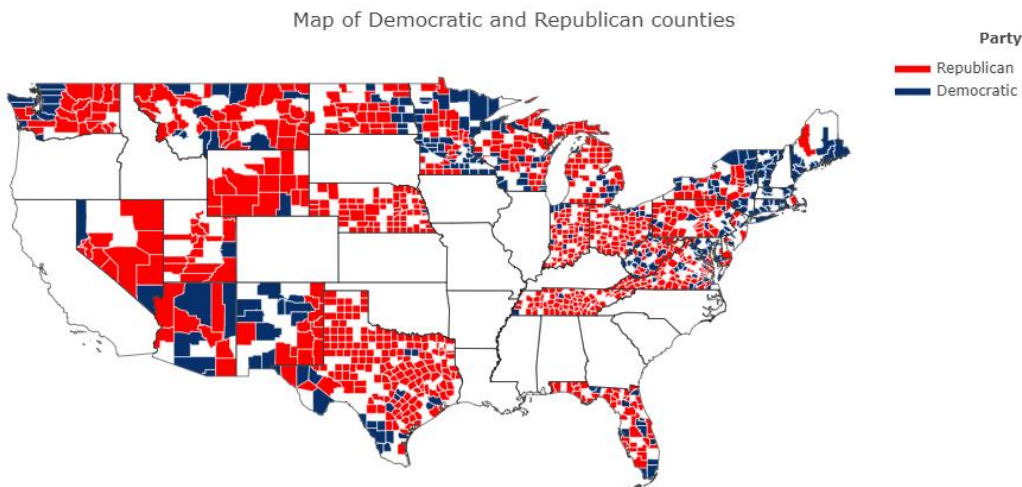 Map of Democratic and Republican counties
Party
Republican
Democratic